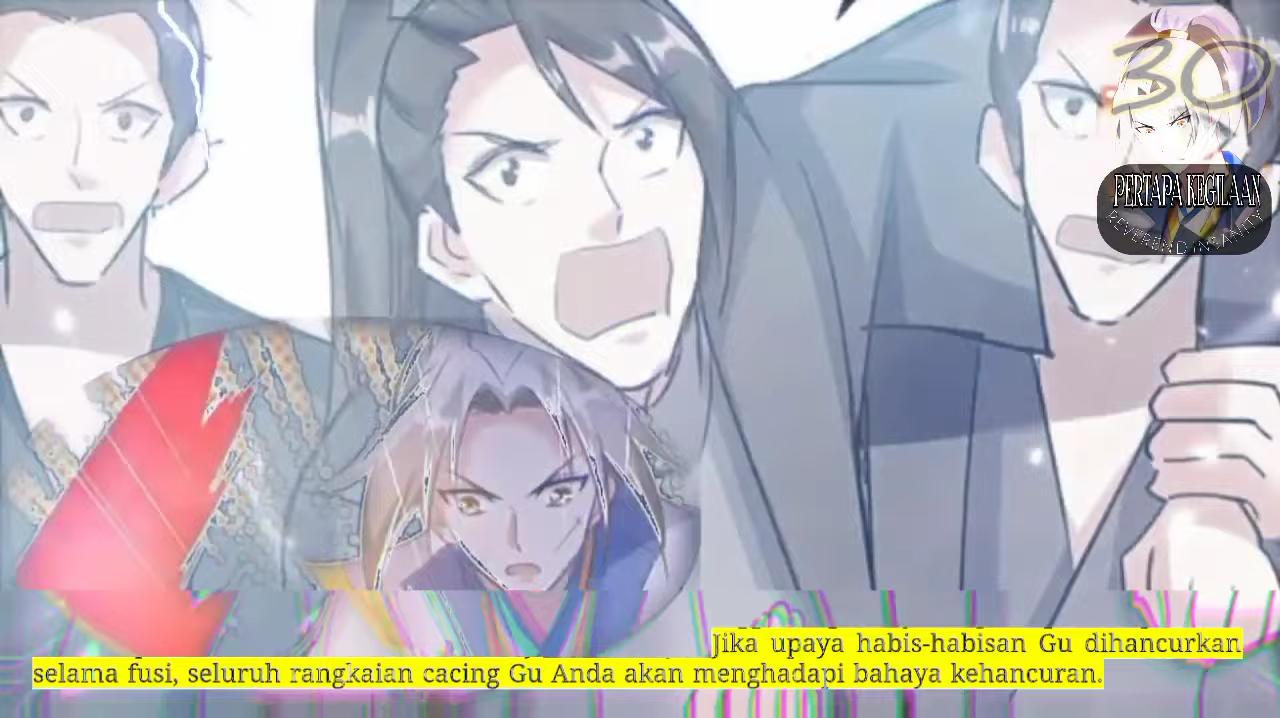 30
PERTAPA KEGILAAN
REVEREND INSANITY
Jika upaya habis-habisan Gu dihancurkan
selama fusi, seluruh rangkaian cacing Gu Anda akan menghadapi bahaya kehancuran.